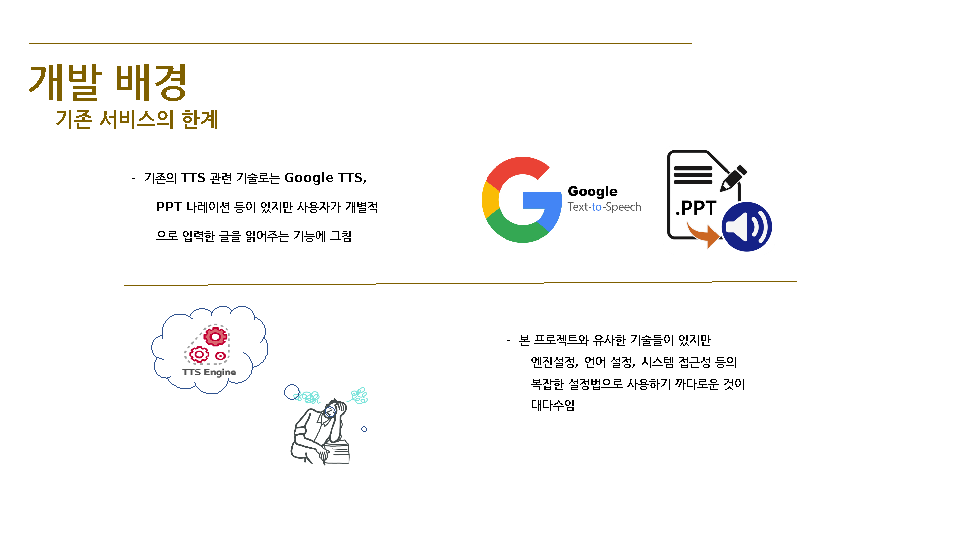 개발 배경
기존 서비스의 한계
- 기존의 TTS 관련 기술로는 Google TTS,
PPT 나레이션 등이 있지만 사용자가 개별적
으로 입력한 글을 읽어주는 기능에 그침
Google
Text-to-Speech
.PPT
TTS Engine
- 본 프로젝트와 유사한 기술들이 있지만
엔진설정, 언어 설정, 시스템 접근성 등의
복잡한 설정법으로 사용하기 까다로운 것이
대다수임